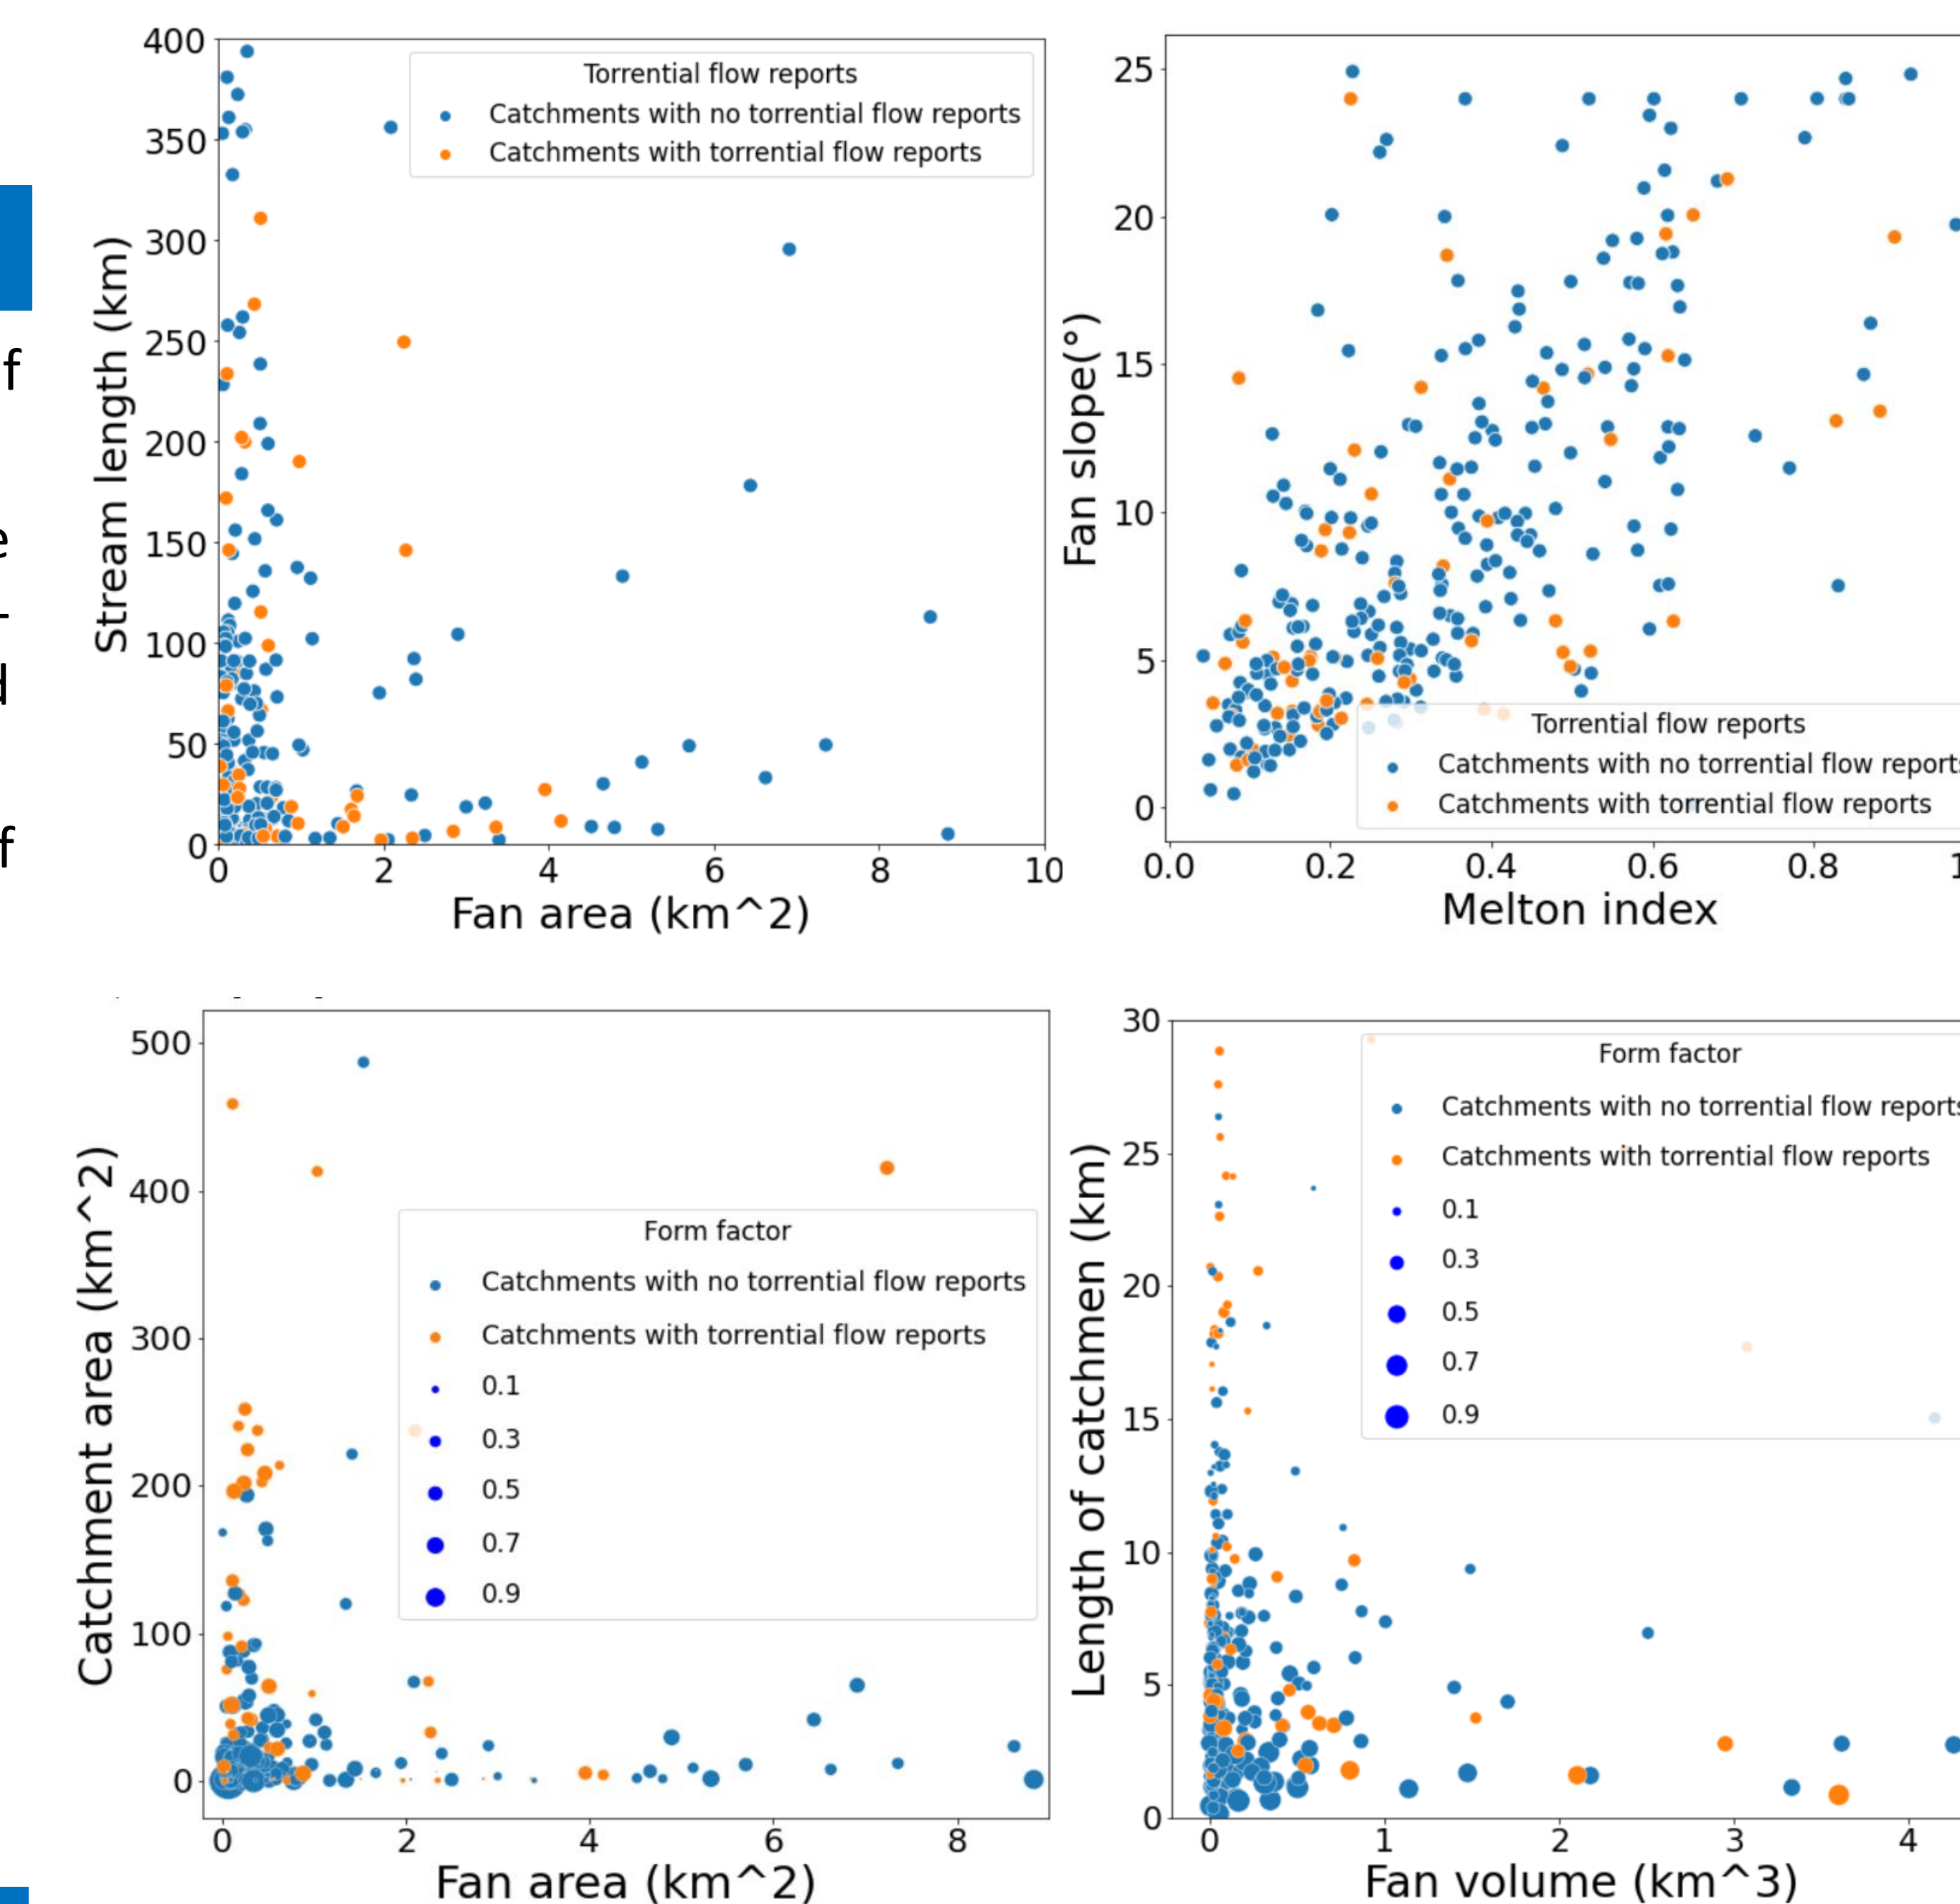 f
e
-
d
f
400
350
300
250
200
150
100
50
0
Stream length (km)
Torrential flow reports
Catchments with no torrential flow reports
Catchments with torrential flow reports
0 2 4 6 8 10
Fan area (km^2)
25
20
15
10
5
0
Fan slope(°)
Torrential flow reports
Catchments with no torrential flow reports
Catchments with torrential flow reports
0.0 0.2 0.4 0.6 0.8 1
Melton index
500
400
300
200
100
0
Catchment area (km^2)
Form factor
Catchments with no torrential flow reports
Catchments with torrential flow reports
0.1
0.3
0.5
0.7
0.9
0 2 4 6 8
Fan area (km^2)
30
25
20
15
10
5
0
Length of catchmen (km)
Form factor
Catchments with no torrential flow reports
Catchments with torrential flow reports
0.1
0.3
0.5
0.7
0.9
0 1 2 3 4
Fan volume (km^3)